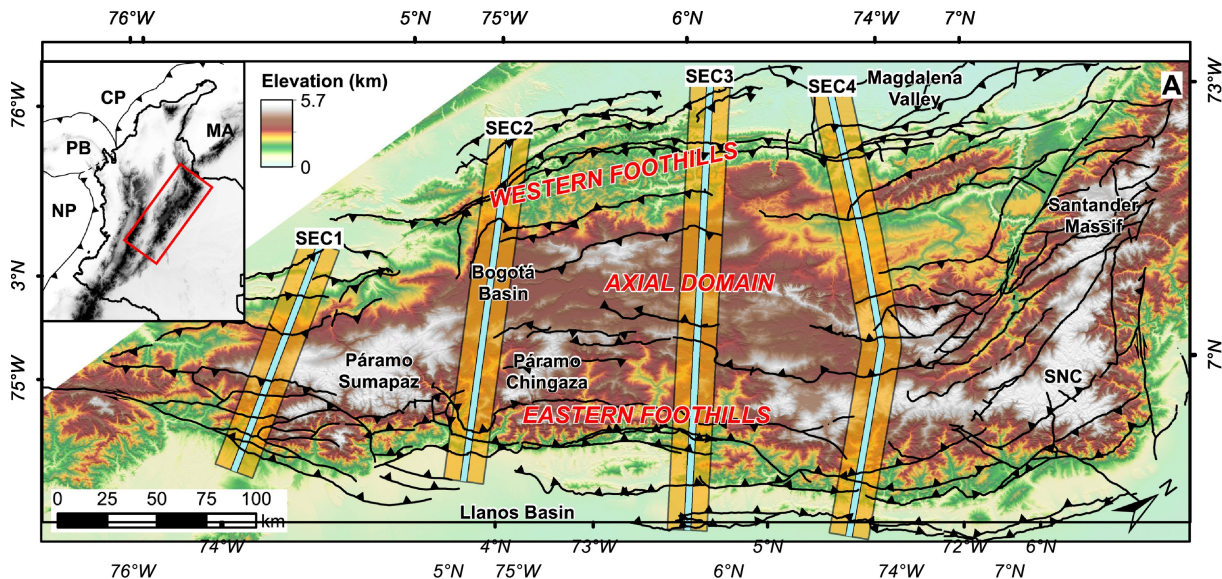 76°W 5°N 75°W 6°N 74°W 7°N
A
Elevation (km)
5.7
0
CP
MA
PB
NP
SEC1
SEC2
SEC3
SEC4
Magdalena
Valley
WESTERN FOOTHILLS
Santander
Massif
Bogotá
Basin
AXIAL DOMAIN
Páramo
Sumapaz
Páramo
Chingaza
SNC
EASTERN FOOTHILLS
Llanos Basin
0 25 50 75 100
km
N
76°W
3°N
75°W
73°W
7°N
74°W 4°N 73°W 5°N 72°W 6°N
76°W 5°N 75°W 6°N 74°W 7°N